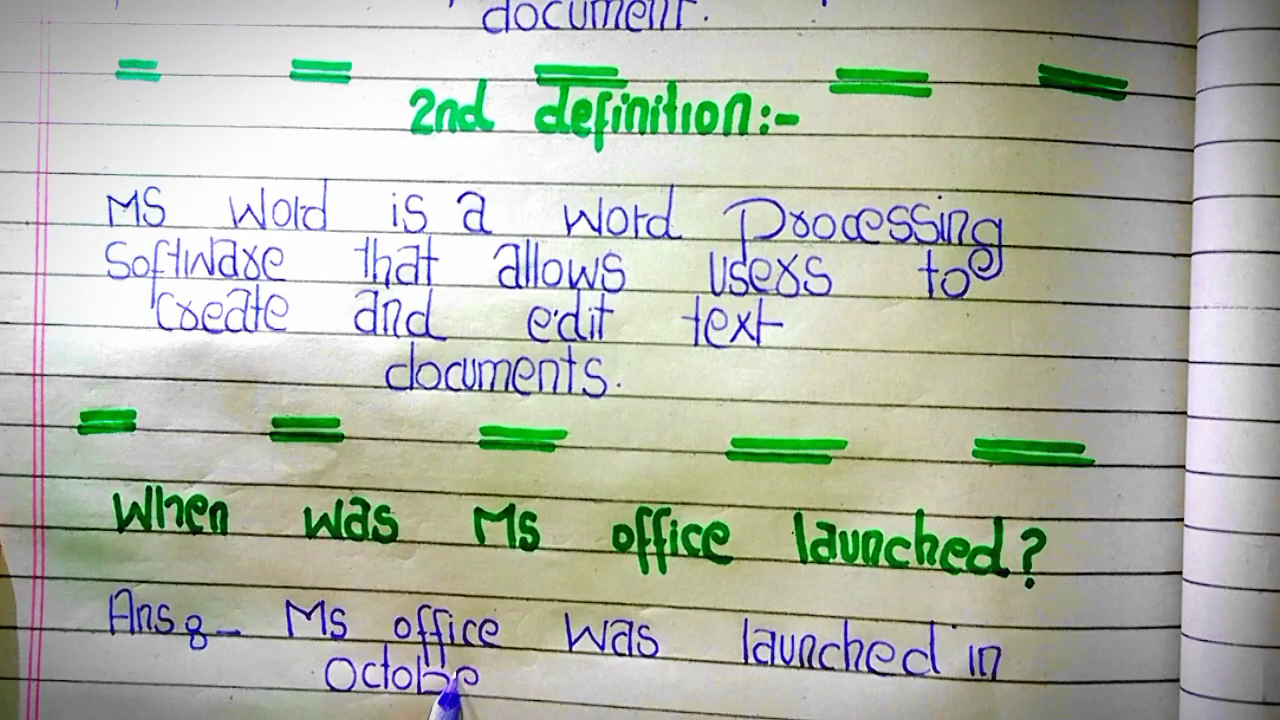 document.
2nd definition:-
MS Word is a word Processing
Software that allows users to
create and edit text
documents.
When was Ms office launched?
Ans:- Ms office was launched in
Octobe